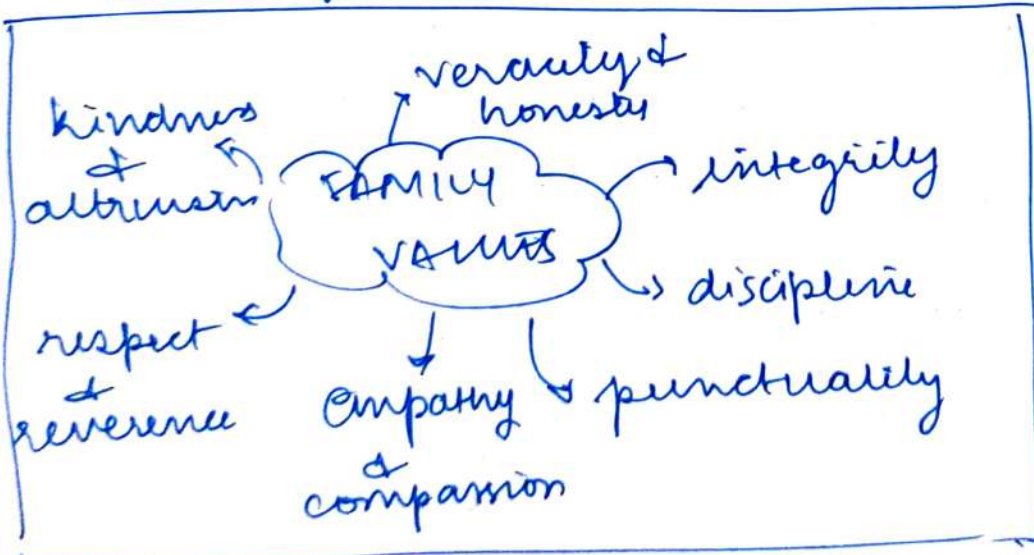 veracity &
honesty
kindness
&
altruism
FAMILY
VALUES
integrity
discipline
respect
&
reverence
empathy
&
compassion
punctuality